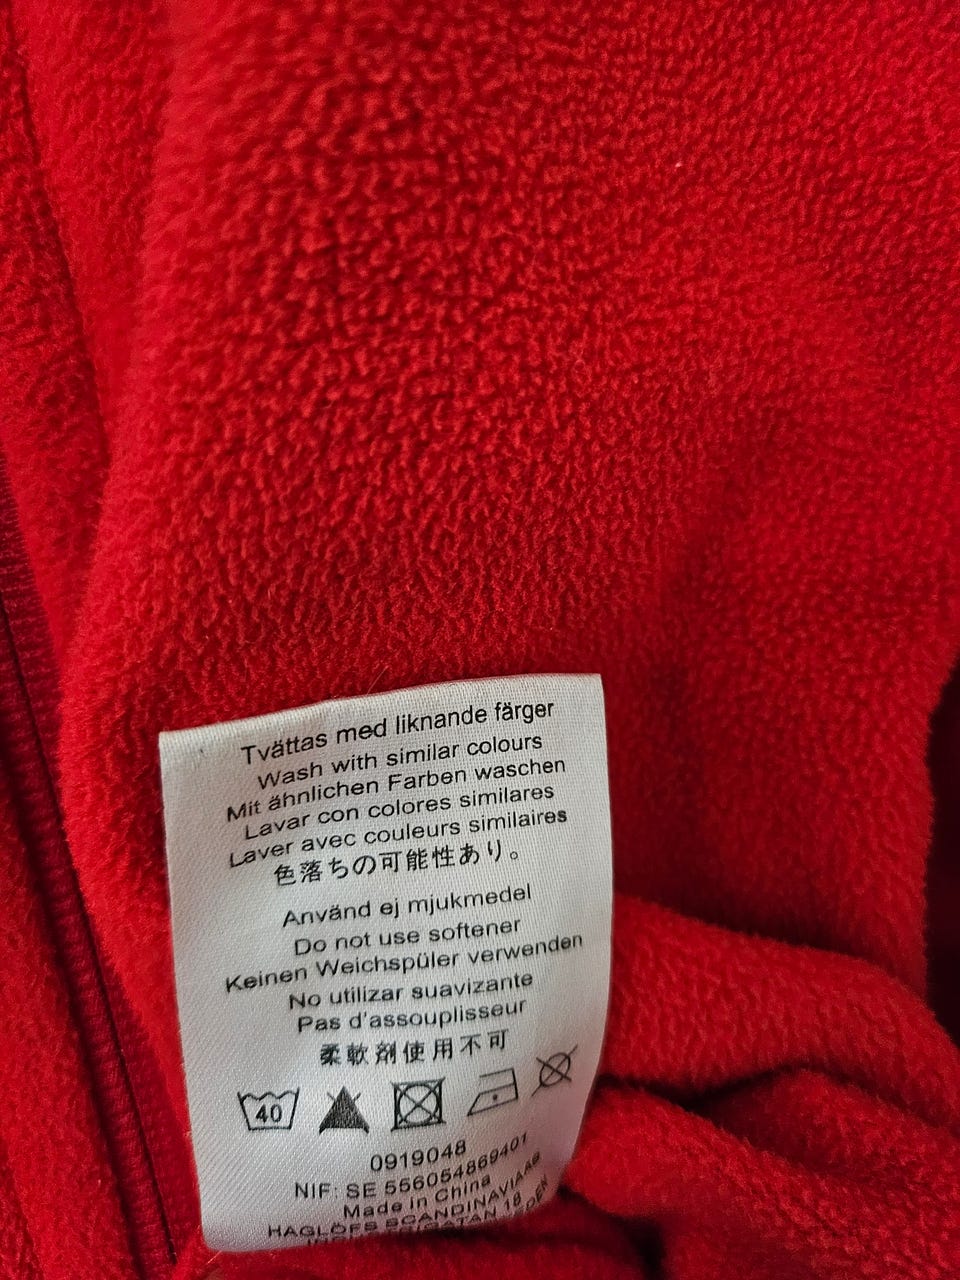 Tvättas med liknande färger
Wash with similar colours
Mit ähnlichen Farben waschen
Lavar con colores similares
Laver avec couleurs similaires
色落ちの可能性あり。
Använd ej mjukmedel
Do not use softener
Keinen Weichspüler verwenden
No utilizar suavizante
Pas d'assouplisseur
柔軟剤使用不可
40
0919048
NIF: SE 556054869401
Made in China
HAGLÖFS SCANDINAVIA AB
18